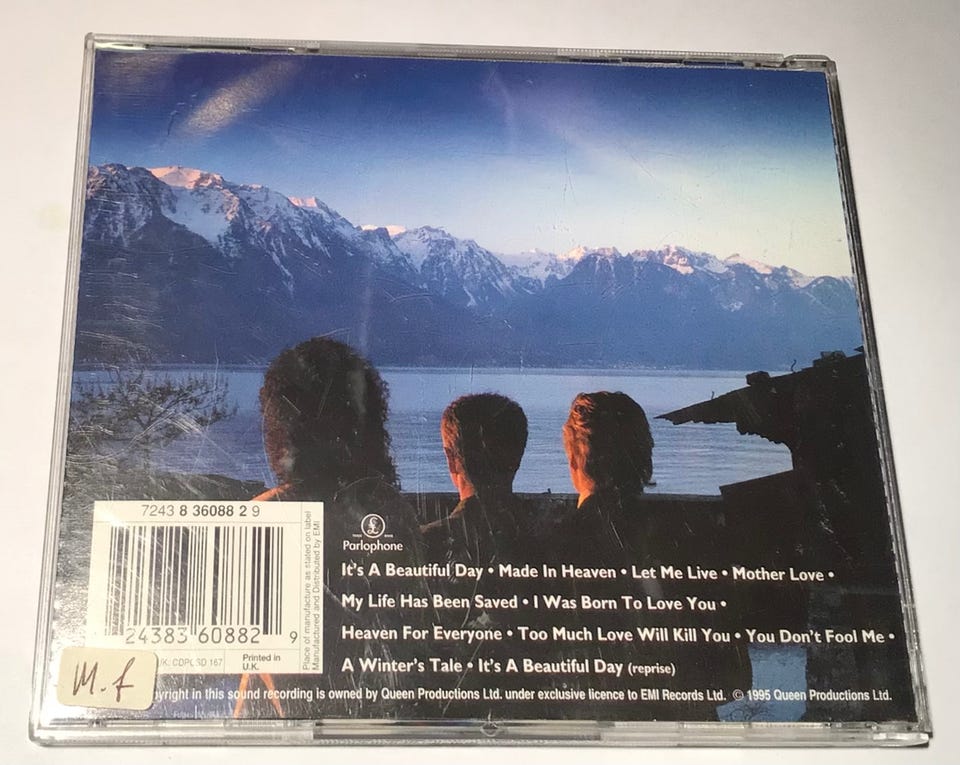 7243 8 36088 2 9
Place of manufacture as stated on label
Manufactured and Distributed by EMI
24383 60882 9
UK: CDPCSD 167
Printed in
U.K.
M.f
Parlophone
It's A Beautiful Day • Made In Heaven • Let Me Live • Mother Love •
My Life Has Been Saved • I Was Born To Love You •
Heaven For Everyone • Too Much Love Will Kill You • You Don't Fool Me •
A Winter's Tale • It's A Beautiful Day (reprise)
in this sound recording is owned by Queen Productions Ltd. under exclusive licence to EMI Records Ltd. © 1995 Queen Productions Ltd.